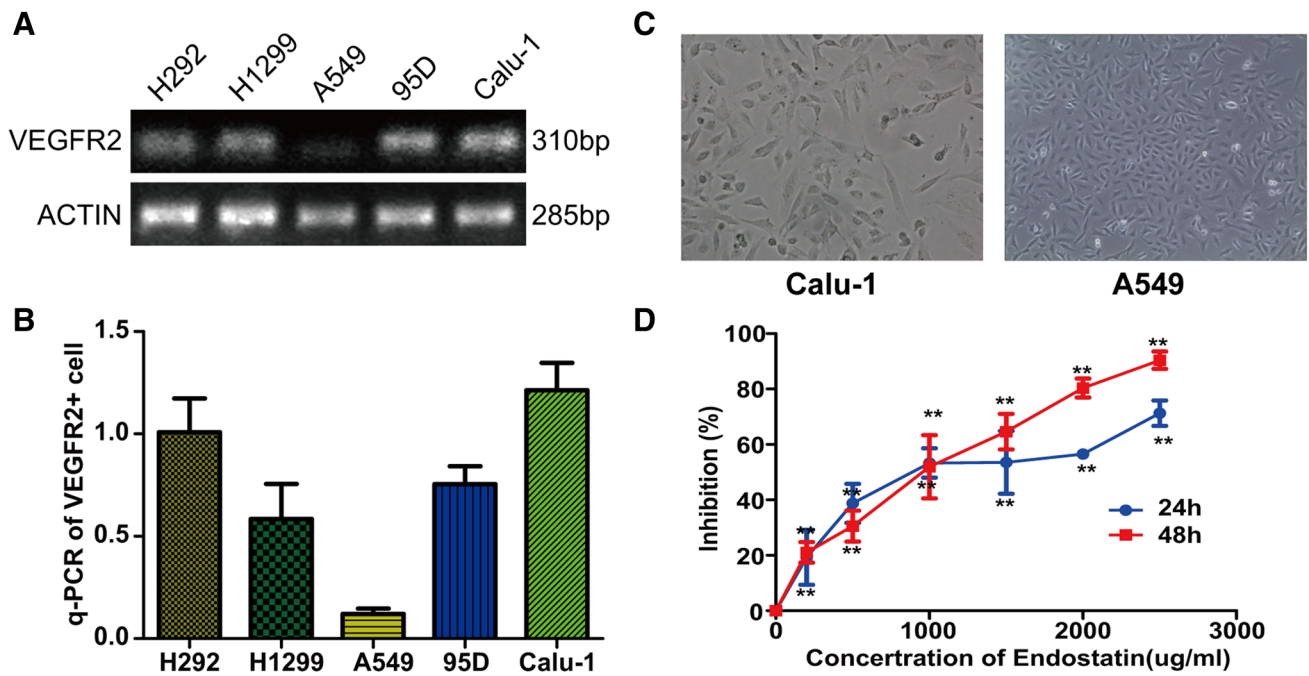 A
H292 H1299 A549 95D Calu-1
VEGFR2 310bp
ACTIN 285bp
B
q-PCR of VEGFR2+ cell
1.5
1.0
0.5
0.0
H292 H1299 A549 95D Calu-1
C
Calu-1 A549
D
Inhibition (%)
100
80
60
40
20
0
** ** ** ** ** **
** ** ** ** ** **
24h
48h
0 1000 2000 3000
Concertration of Endostatin(ug/ml)